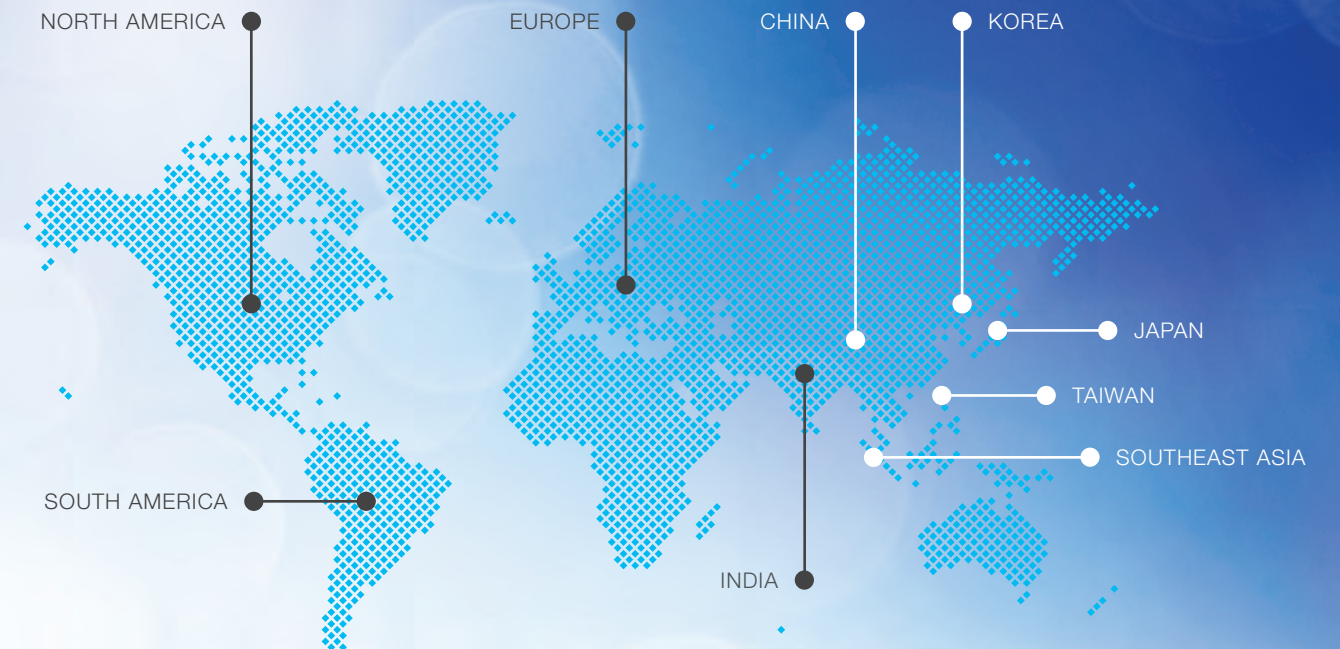 NORTH AMERICA
EUROPE
CHINA
KOREA
JAPAN
TAIWAN
SOUTHEAST ASIA
SOUTH AMERICA
INDIA